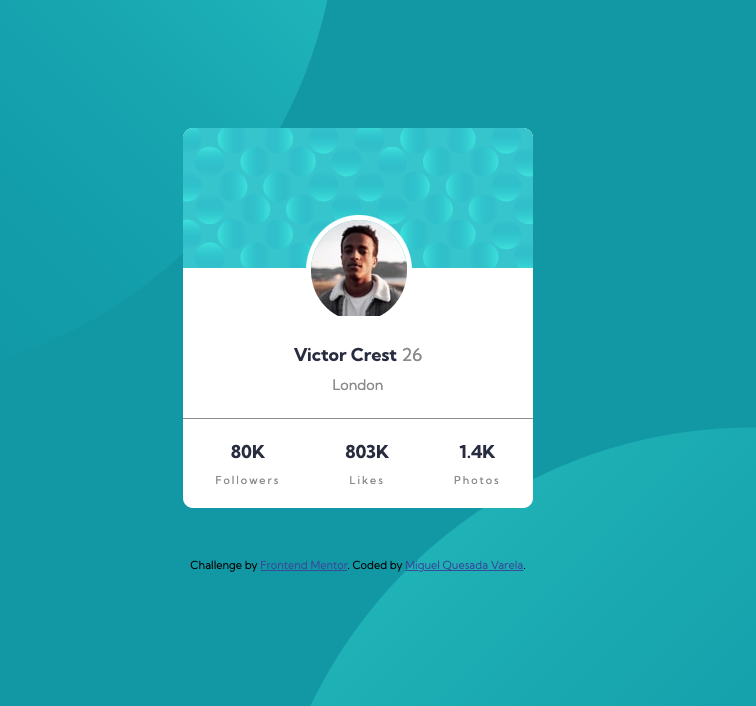 Victor Crest 26
London
80K 803K 1.4K
Followers Likes Photos
Challenge by Frontend Mentor. Coded by Miguel Quesada Varela.